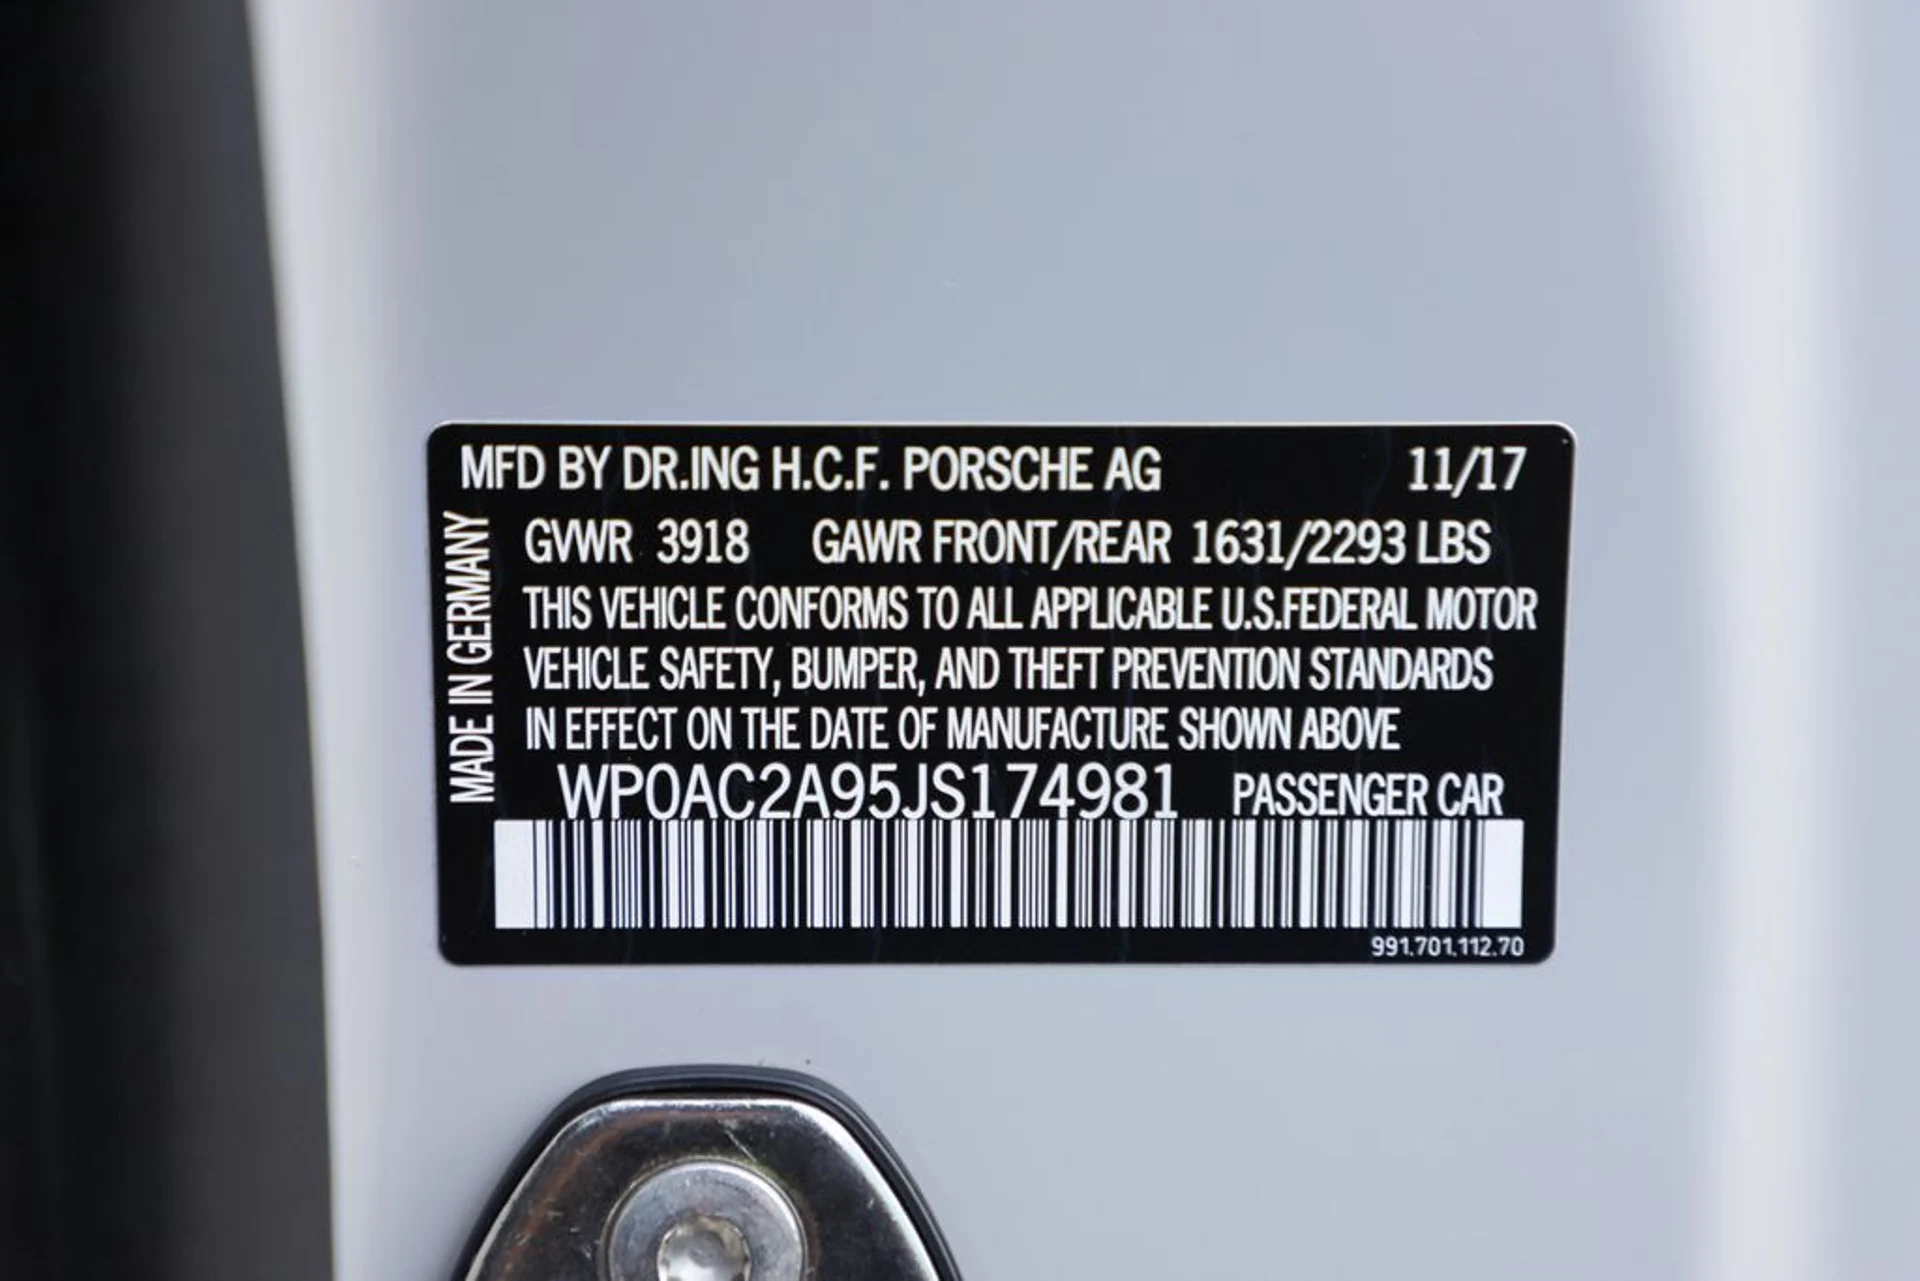 MFD BY DR.ING H.C.F. PORSCHE AG 11/17
GVWR 3918 GAWR FRONT/REAR 1631/2293 LBS
THIS VEHICLE CONFORMS TO ALL APPLICABLE U.S.FEDERAL MOTOR
VEHICLE SAFETY, BUMPER, AND THEFT PREVENTION STANDARDS
IN EFFECT ON THE DATE OF MANUFACTURE SHOWN ABOVE
WP0AC2A95JS174981 PASSENGER CAR
991.701.112.70
MADE IN GERMANY